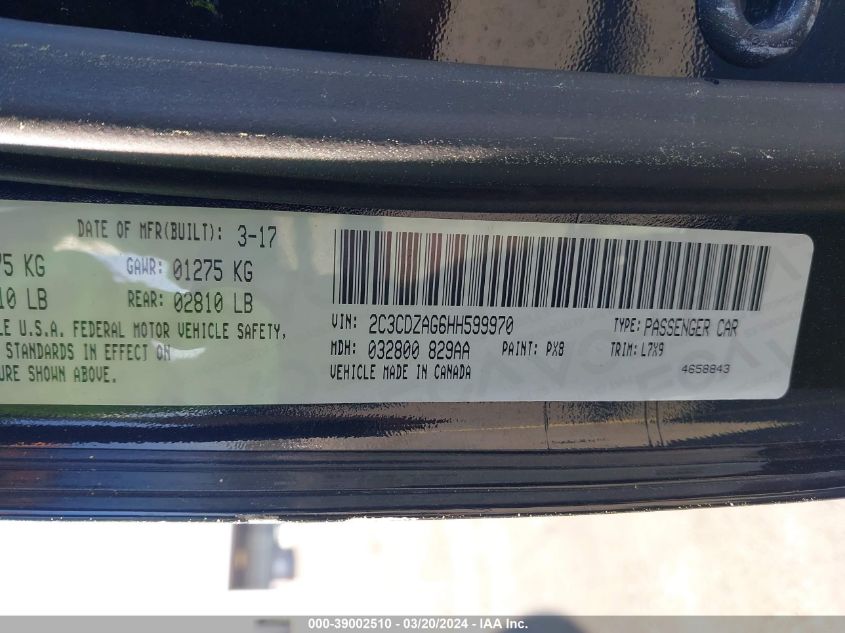 DATE OF MFR(BUILT): 3-17
75 KG GAWR: 01275 KG
10 LB REAR: 02810 LB
LE U.S.A. FEDERAL MOTOR VEHICLE SAFETY,
STANDARDS IN EFFECT ON
URE SHOWN ABOVE.
VIN: 2C3CDZAG6HH599970 TYPE: PASSENGER CAR
MDH: 032800 829AA PAINT: PX8 TRIM: L7X9
VEHICLE MADE IN CANADA 4658843
000-39002510 - 03/20/2024 - IAA Inc.